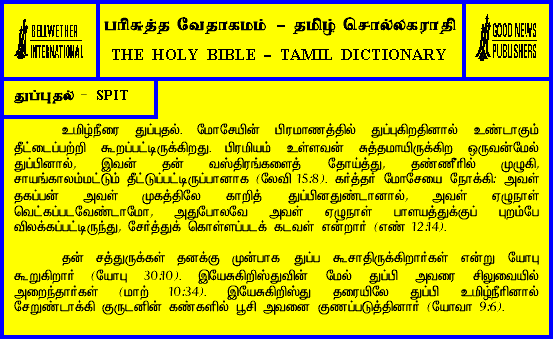 BELLWETHER
INTERNATIONAL
பரிசுத்த வேதாகமம் – தமிழ் சொல்லகராதி
THE HOLY BIBLE – TAMIL DICTIONARY
GOOD NEWS
PUBLISHERS
துப்புதல் - SPIT
உமிழ்நீரை துப்புதல். மோசேயின் பிரமாணத்தில் துப்புகிறதினால் உண்டாகும்
தீட்டைப்பற்றி கூறப்பட்டிருக்கிறது. பிரமியம் உள்ளவன் சுத்தமாயிருக்கிற ஒருவன்மேல்
துப்பினால், இவன் தன் வஸ்திரங்களைத் தோய்த்து, தண்ணீரில் முழுகி,
சாயங்காலம்மட்டும் தீட்டுப்பட்டிருப்பானாக (லேவி 15:8). கர்த்தர் மோசேயை நோக்கி; அவள்
தகப்பன் அவள் முகத்திலே காறித் துப்பினதுண்டானால், அவள் ஏழுநாள்
வெட்கப்படவேண்டாமோ, அதுபோலவே அவள் ஏழுநாள் பாளயத்துக்குப் புறம்பே
விலக்கப்பட்டிருந்து, சேர்த்துக் கொள்ளப்படக் கடவள் என்றார் (எண் 12:14).
தன் சத்துருக்கள் தனக்கு முன்பாக துப்ப கூசாதிருக்கிறார்கள் என்று யோபு
கூறுகிறார் (யோபு 30:10). இயேசுகிறிஸ்துவின் மேல் துப்பி அவரை சிலுவையில்
அறைந்தார்கள் (மாற் 10:34). இயேசுகிறிஸ்து தரையிலே துப்பி உமிழ்நீரினால்
சேறுண்டாக்கி குருடனின் கண்களில் பூசி அவனை குணப்படுத்தினார் (யோவா 9:6).